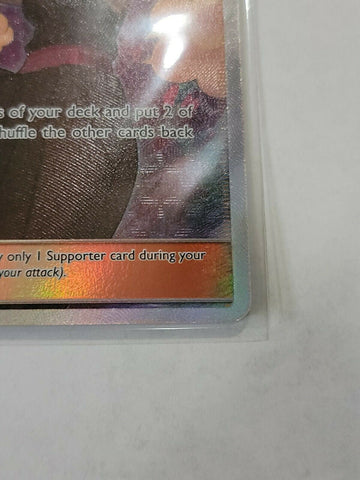 s of your deck and put 2 of
huffle the other cards back
y only 1 Supporter card during your
your attack).